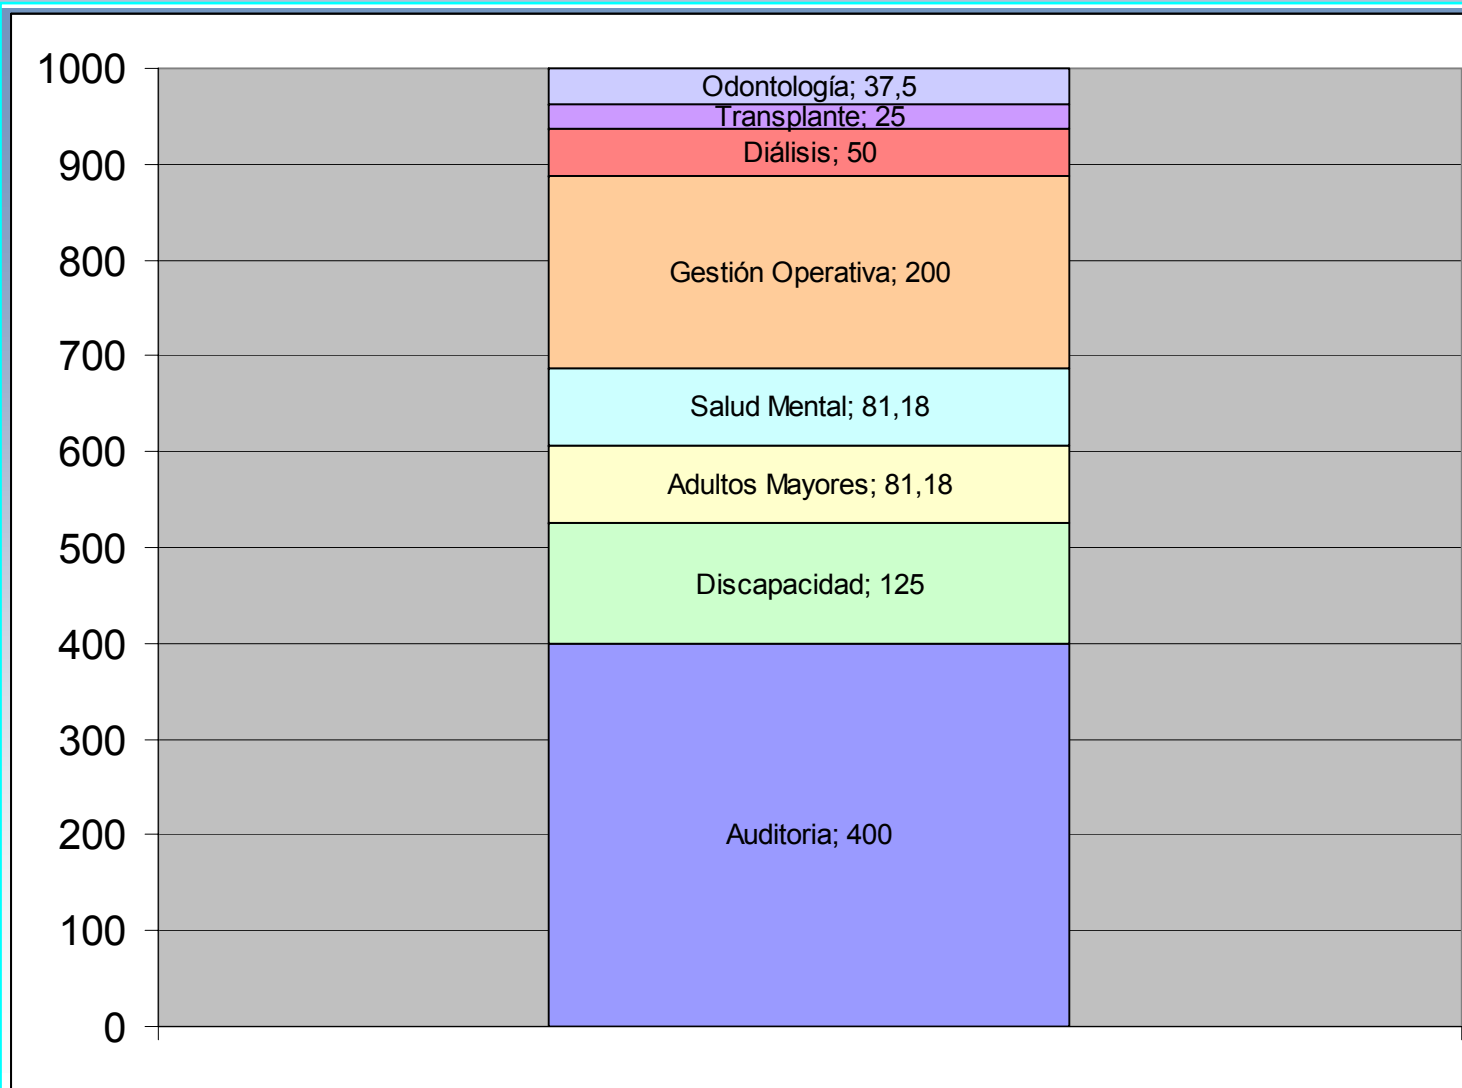 1000
900
800
700
600
500
400
300
200
100
0
Odontología; 37,5
Transplante; 25
Diálisis; 50
Gestión Operativa; 200
Salud Mental; 81,18
Adultos Mayores; 81,18
Discapacidad; 125
Auditoria; 400